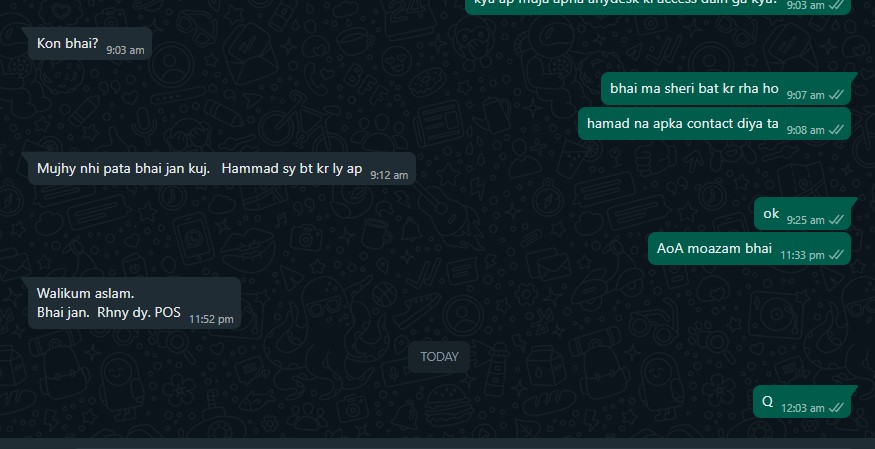 kya ap muja apna anydesk ki access dain ga kya? 9:03 am
Kon bhai? 9:03 am
bhai ma sheri bat kr rha ho 9:07 am
hamad na apka contact diya ta 9:08 am
Mujhy nhi pata bhai jan kuj. Hammad sy bt kr ly ap 9:12 am
ok 9:25 am
AoA moazam bhai 11:33 pm
Walikum aslam.
Bhai jan. Rhny dy. POS 11:52 pm
TODAY
Q 12:03 am